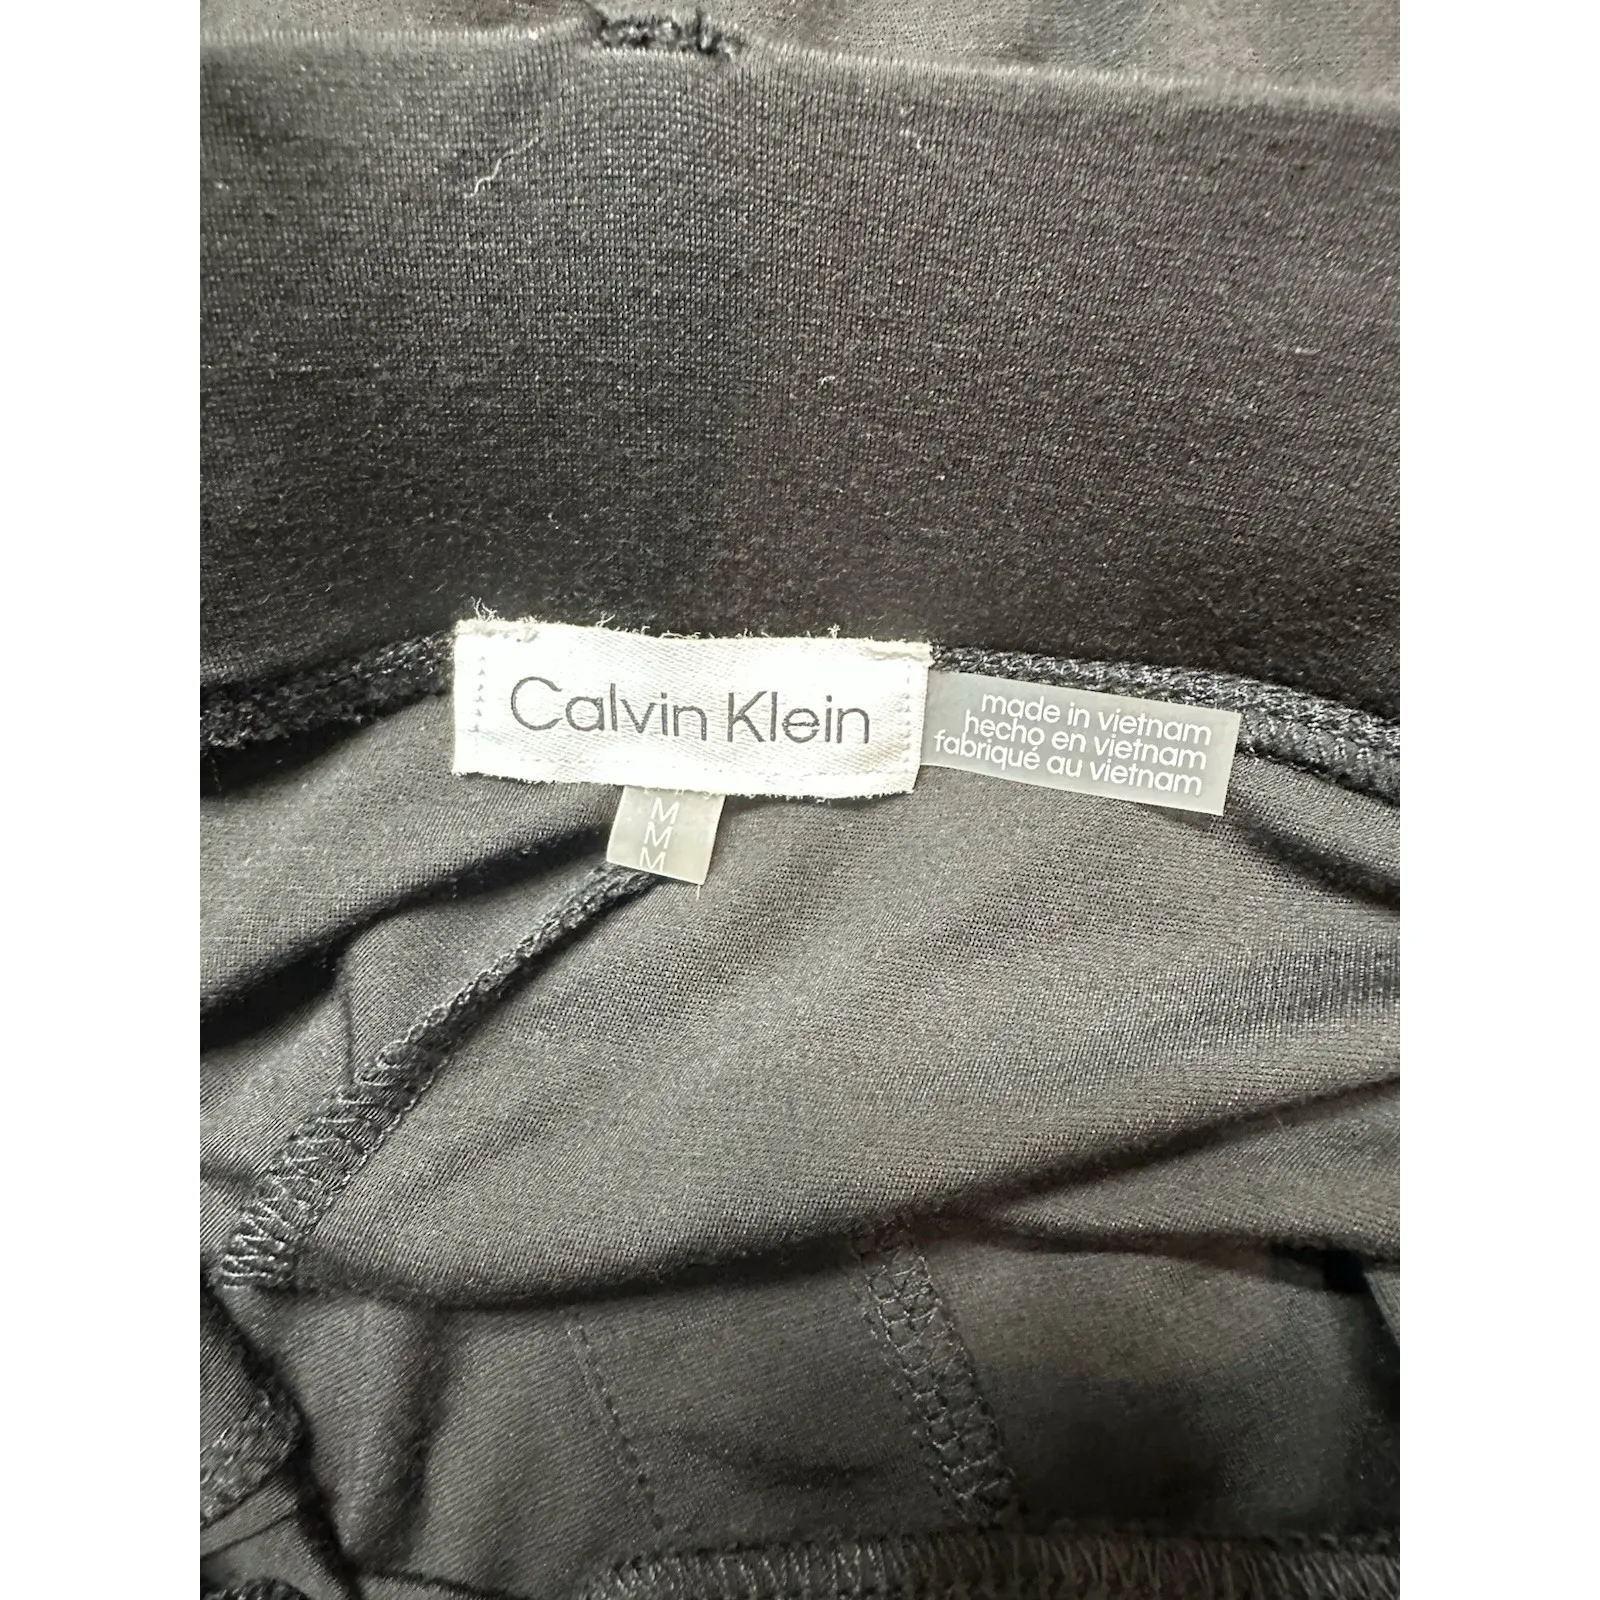 Calvin Klein
made in vietnam
hecho en vietnam
fabriqué au vietnam
M
M
M